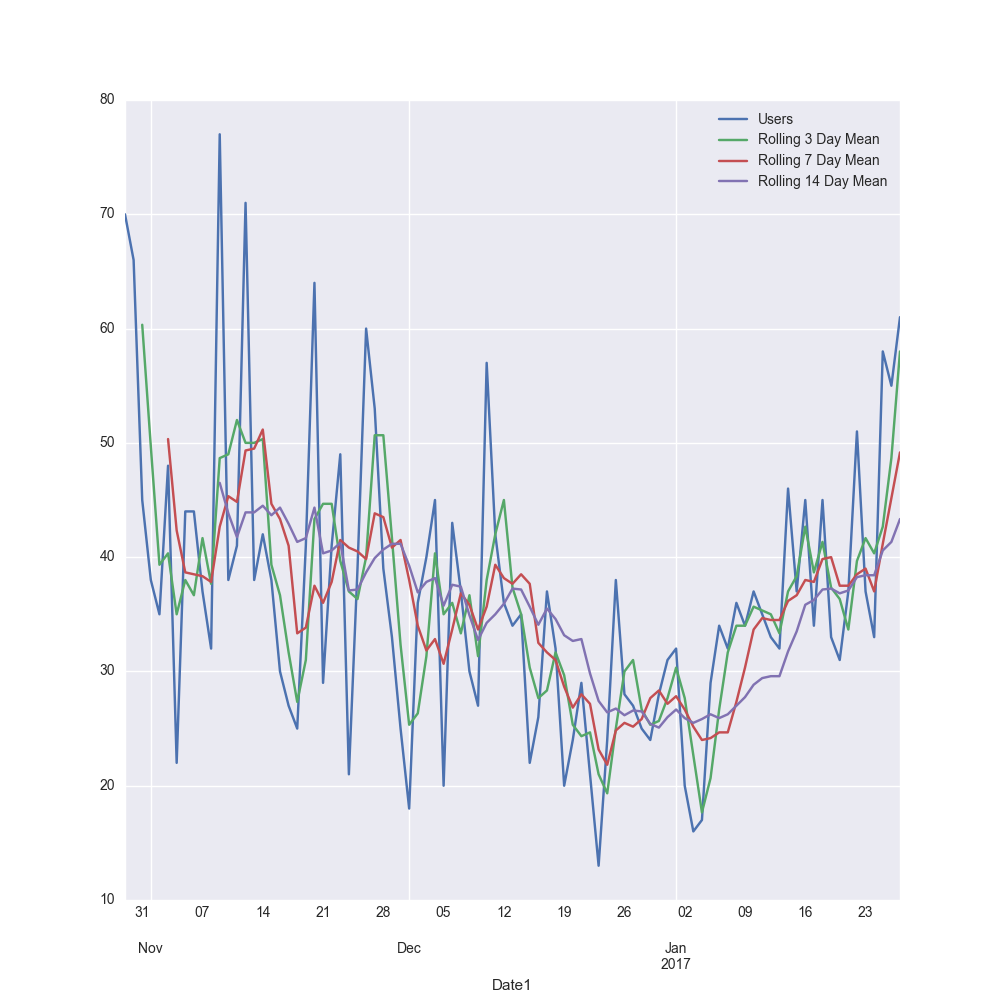 80
70
60
50
40
30
20
10
Users
Rolling 3 Day Mean
Rolling 7 Day Mean
Rolling 14 Day Mean
31 07 14 21 28 05 12 19 26 02 09 16 23
Nov Dec Jan
2017
Date1